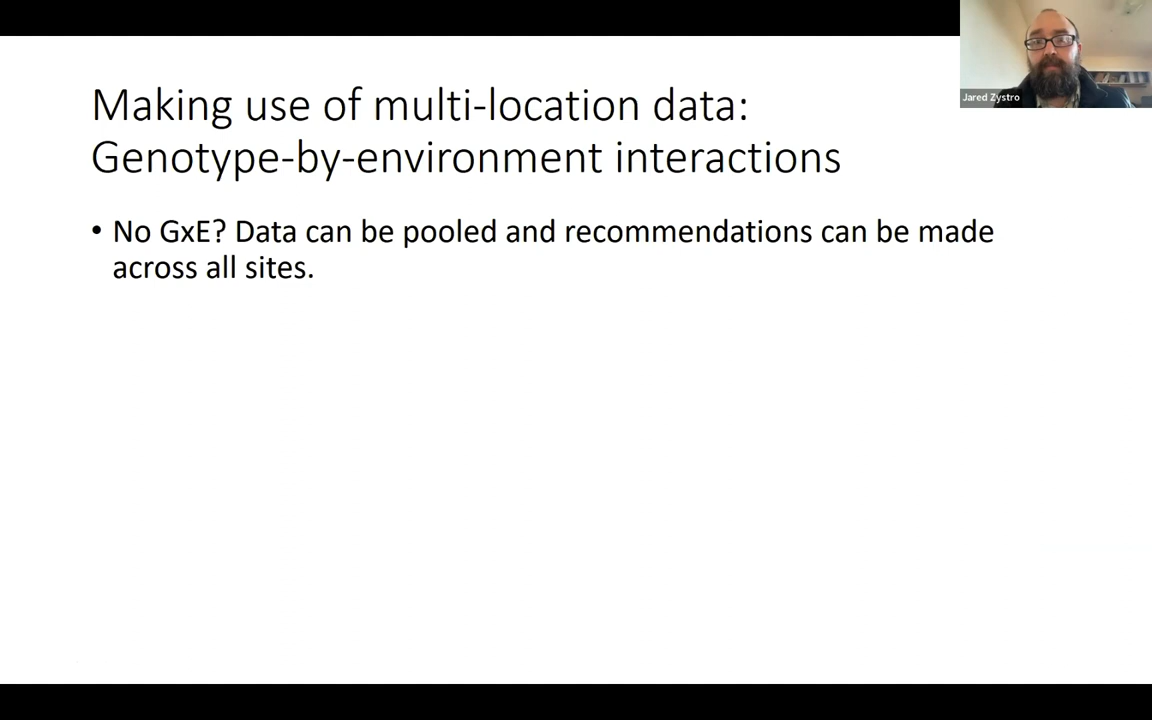 Making use of multi-location data:
Genotype-by-environment interactions
• No GxE? Data can be pooled and recommendations can be made
across all sites.
Jared Zystro